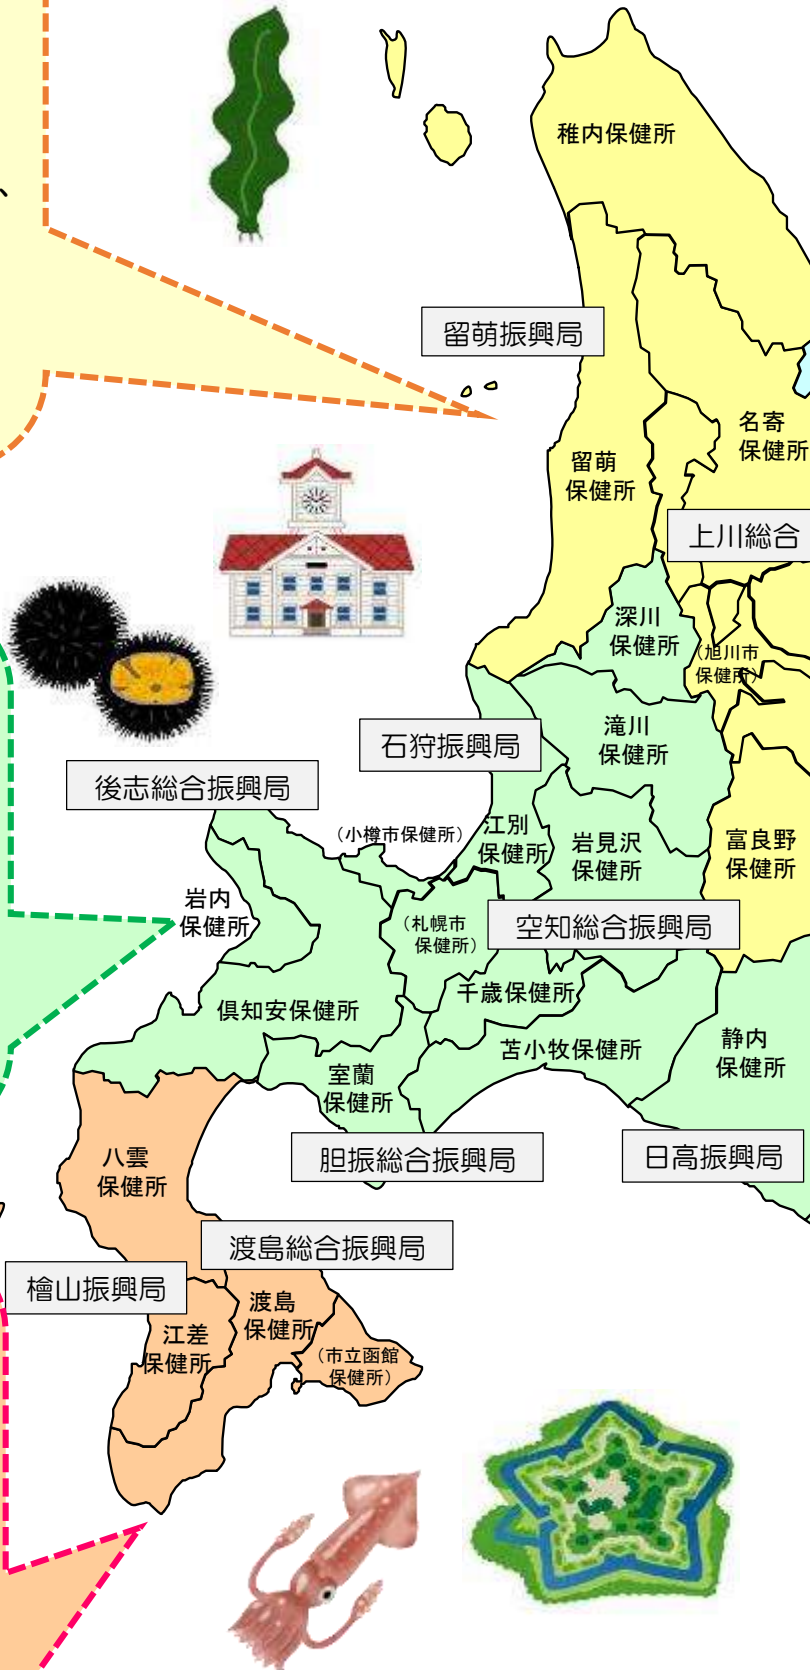 、
稚内保健所
留萌振興局
名寄
保健所
留萌
保健所
上川総合
深川
保健所
（旭川市
保健所）
滝川
保健所
石狩振興局
後志総合振興局
（小樽市保健所）
江別
保健所
岩見沢
保健所
富良野
保健所
岩内
保健所
（札幌市
保健所）
空知総合振興局
千歳保健所
倶知安保健所
苫小牧保健所
静内
保健所
室蘭
保健所
胆振総合振興局
日高振興局
八雲
保健所
渡島総合振興局
檜山振興局
渡島
保健所
江差
保健所
（市立函館
保健所）